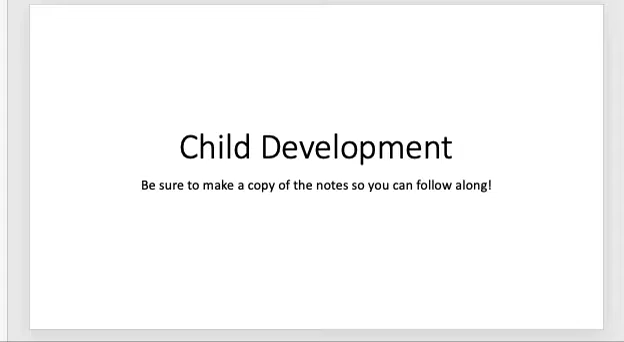 Child Development
Be sure to make a copy of the notes so you can follow along!